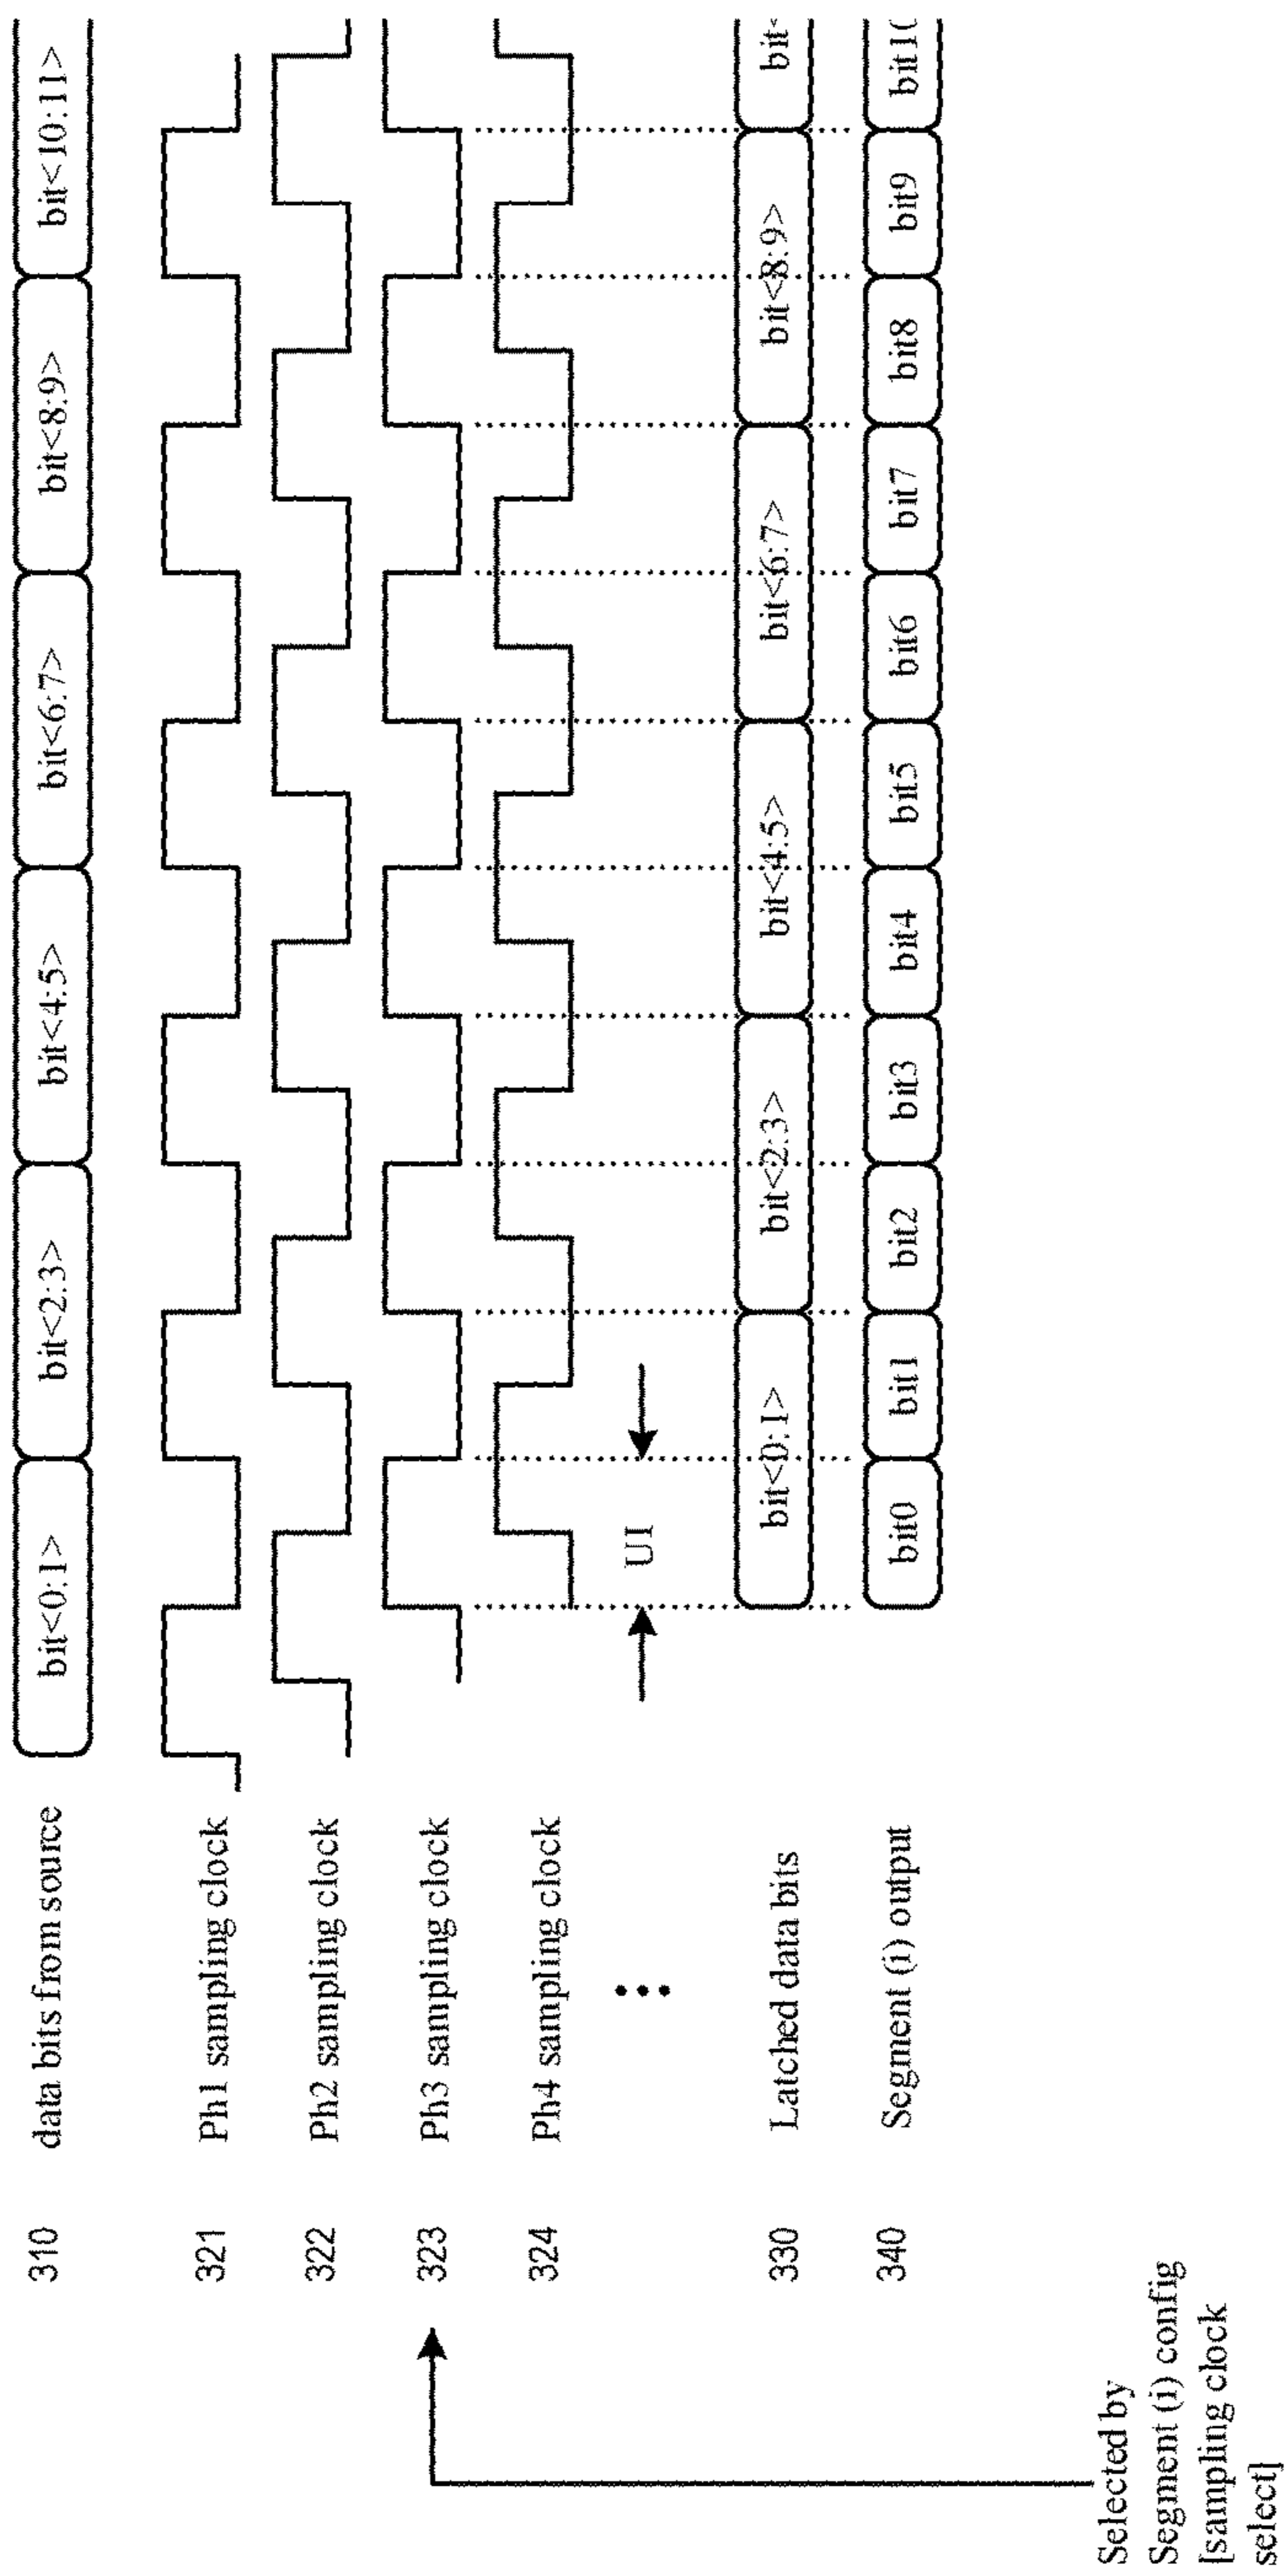 310 data bits from source bit<0:1> bit<2:3> bit<4:5> bit<6:7> bit<8:9> bit<10:11>
321 Ph1 sampling clock
322 Ph2 sampling clock
323 Ph3 sampling clock
324 Ph4 sampling clock
UI
330 Latched data bits bit<0:1> bit<2:3> bit<4:5> bit<6:7> bit<8:9> bit<
340 Segment (i) output bit0 bit1 bit2 bit3 bit4 bit5 bit6 bit7 bit8 bit9
Selected by
Segment (i) config
[sampling clock
select]